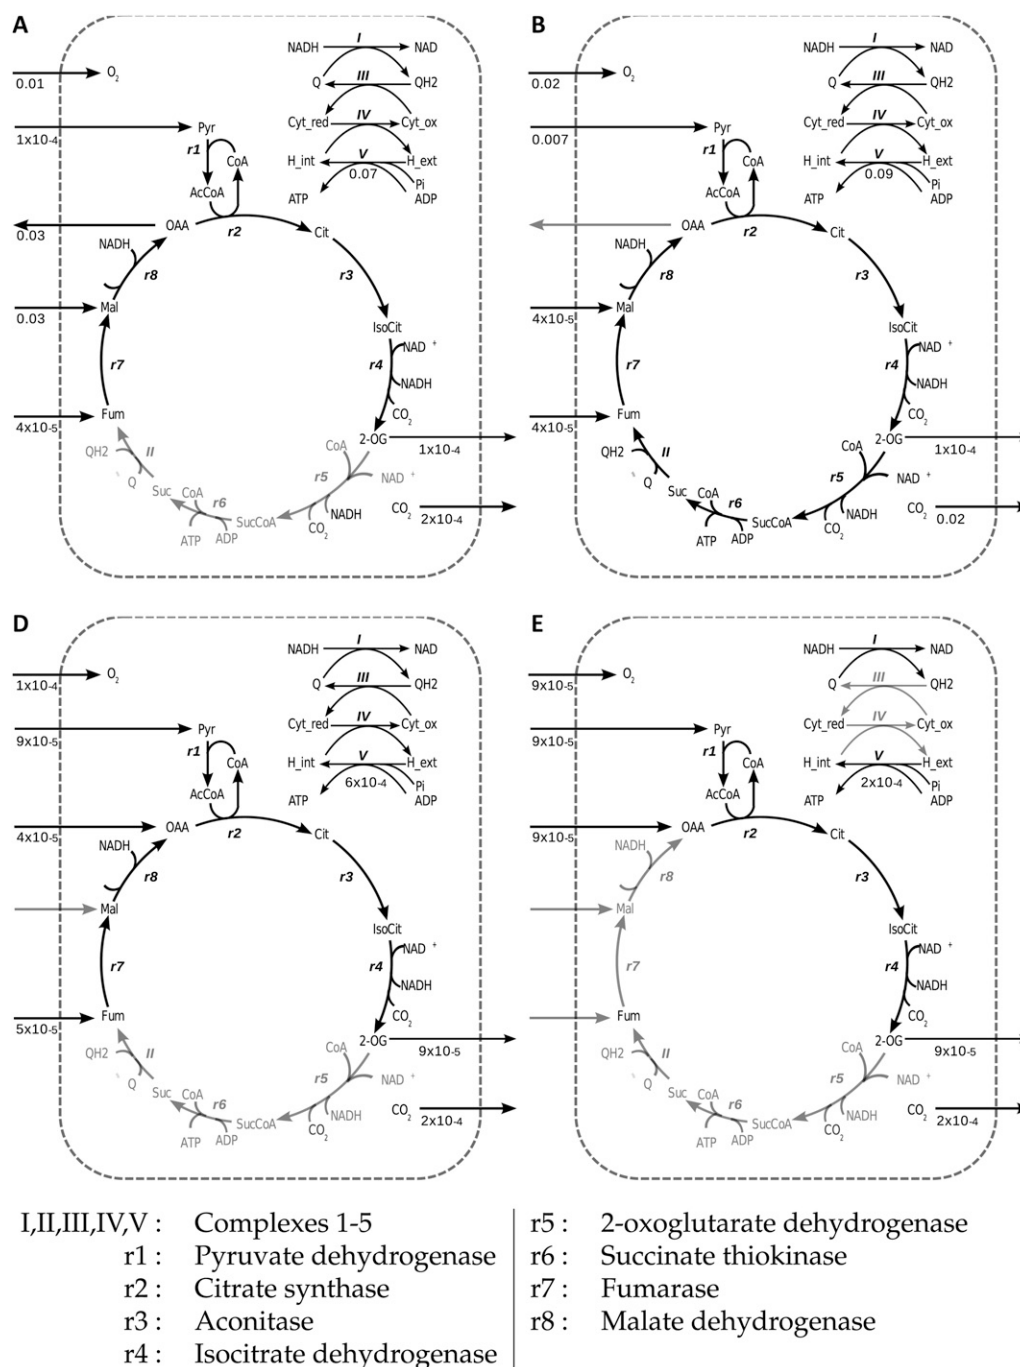 A
0.01
O2
1x10-4
Pyr
r1
CoA
AcCoA
0.03
OAA
r2
Cit
NADH
r8
r3
0.03
Mal
IsoCit
NAD +
r7
r4
NADH
CO2
4x10-5
Fum
2-OG
1x10-4
QH2
II
Q
CoA
r5
NAD +
Suc
CoA
r6
SucCoA
NADH
CO2
ATP
ADP
CO2
2x10-4
NADH
I
NAD
Q
III
QH2
Cyt_red
IV
Cyt_ox
H_int
V
H_ext
0.07
Pi
ATP
ADP
B
0.02
O2
0.007
Pyr
r1
CoA
AcCoA
OAA
r2
Cit
NADH
r8
r3
4x10-5
Mal
IsoCit
NAD +
r7
r4
NADH
CO2
4x10-5
Fum
2-OG
1x10-4
QH2
II
Q
CoA
r5
NAD +
Suc
CoA
r6
SucCoA
NADH
CO2
ATP
ADP
CO2
0.02
NADH
I
NAD
Q
III
QH2
Cyt_red
IV
Cyt_ox
H_int
V
H_ext
0.09
Pi
ATP
ADP
D
1x10-4
O2
9x10-5
Pyr
r1
CoA
AcCoA
4x10-5
OAA
r2
Cit
NADH
r8
r3
Mal
IsoCit
NAD +
r7
r4
NADH
CO2
5x10-5
Fum
2-OG
9x10-5
QH2
II
Q
CoA
r5
NAD +
Suc
CoA
r6
SucCoA
NADH
CO2
ATP
ADP
CO2
2x10-4
NADH
I
NAD
Q
III
QH2
Cyt_red
IV
Cyt_ox
H_int
V
H_ext
6x10-4
Pi
ATP
ADP
E
9x10-5
O2
9x10-5
Pyr
r1
CoA
AcCoA
9x10-5
OAA
r2
Cit
NADH
r8
r3
Mal
IsoCit
NAD +
r7
r4
NADH
CO2
Fum
2-OG
9x10-5
QH2
II
Q
CoA
r5
NAD +
Suc
CoA
r6
SucCoA
NADH
CO2
ATP
ADP
CO2
2x10-4
NADH
I
NAD
Q
III
QH2
Cyt_red
IV
Cyt_ox
H_int
V
H_ext
2x10-4
Pi
ATP
ADP
I,II,III,IV,V : Complexes 1-5
r1 : Pyruvate dehydrogenase
r2 : Citrate synthase
r3 : Aconitase
r4 : Isocitrate dehydrogenase
r5 : 2-oxoglutarate dehydrogenase
r6 : Succinate thiokinase
r7 : Fumarase
r8 : Malate dehydrogenase